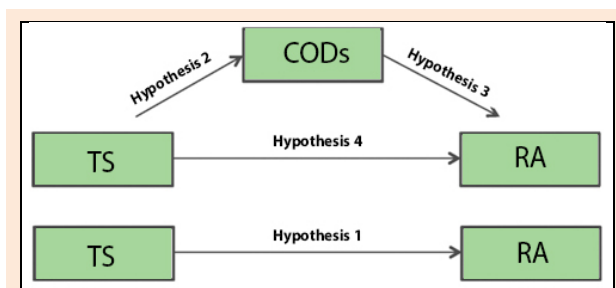 CODs
Hypothesis 2
Hypothesis 3
TS
Hypothesis 4
RA
TS
Hypothesis 1
RA